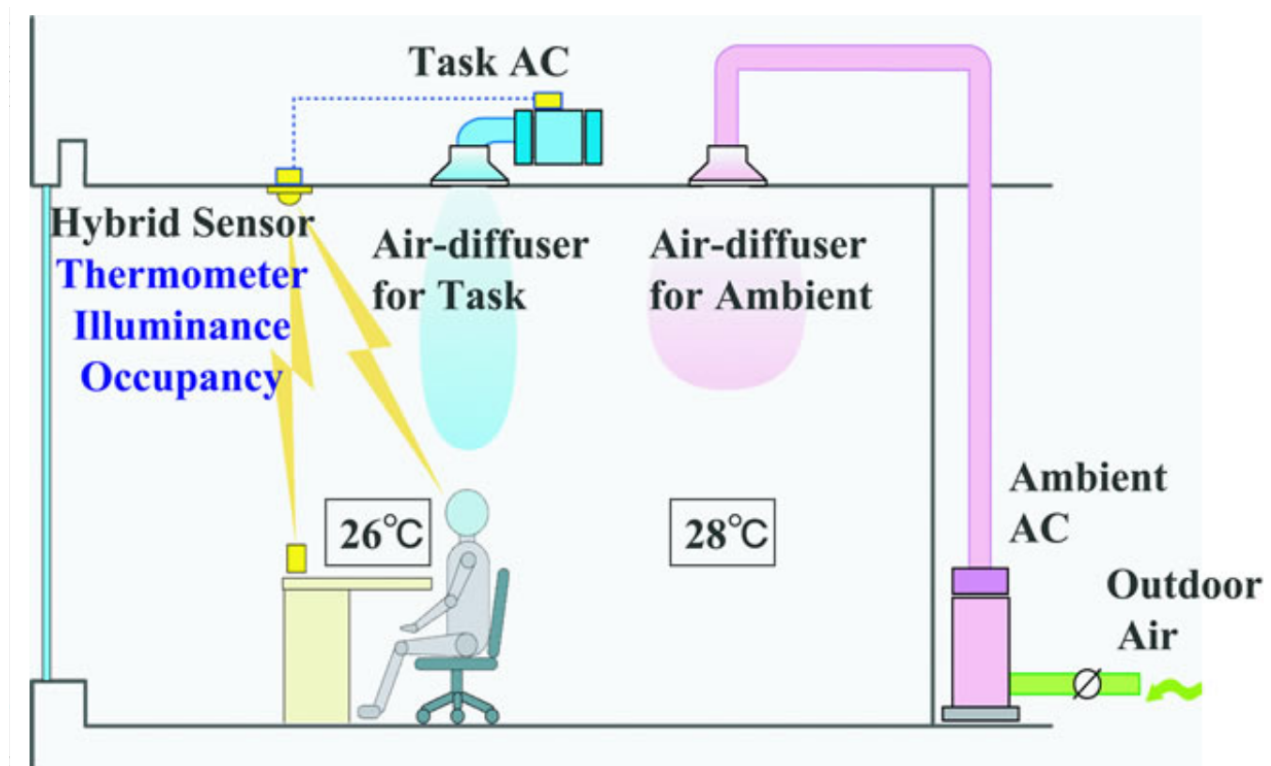 Task AC
Hybrid Sensor
Thermometer
Illuminance
Occupancy
Air-diffuser
for Task
Air-diffuser
for Ambient
26℃
28℃
Ambient
AC
Outdoor
Air